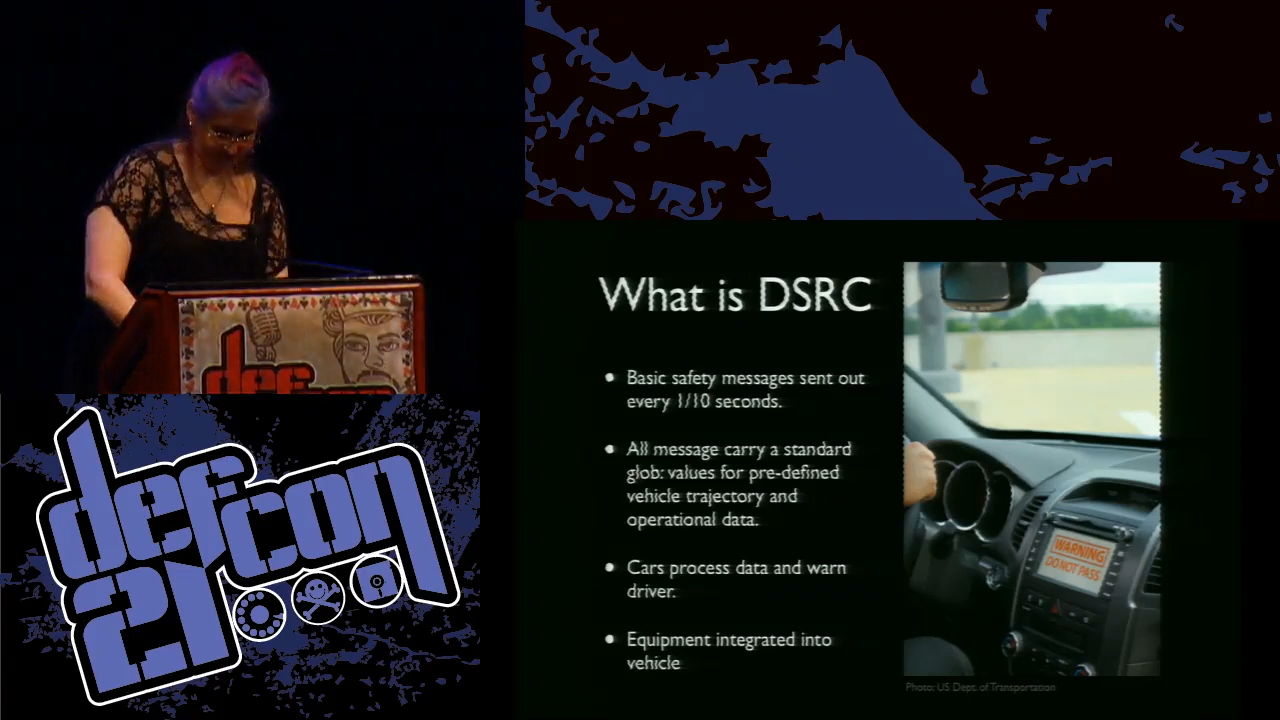 What is DSRC
Basic safety messages sent out
every 1/10 seconds.
All message carry a standard
glob: values for pre-defined
vehicle trajectory and
operational data.
Cars process data and warn
driver.
Equipment integrated into
vehicle
WARNING
DO NOT PASS
Photo: US Dept. of Transportation
def
con
defcon
21